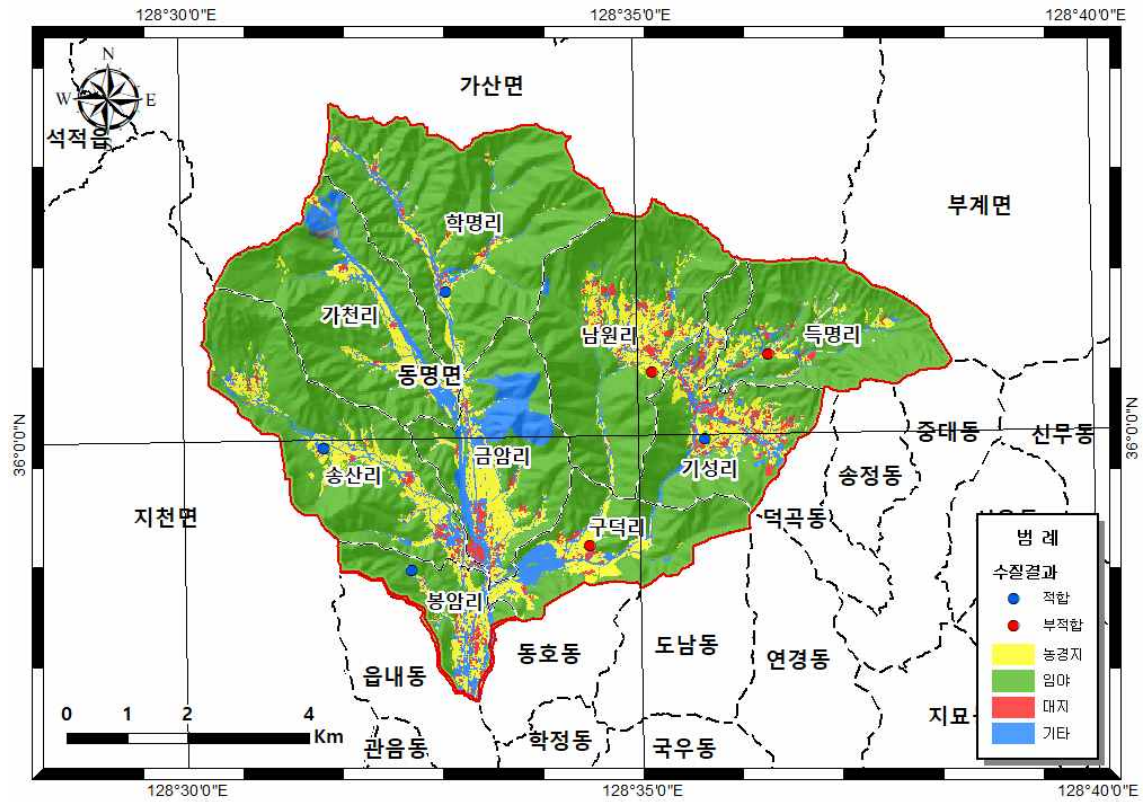 128°30'0"E
128°35'0"E
128°40'0"E
N
W
E
S
가산면
석적읍
부계면
학명리
가천리
남원리
득명리
동명면
36°0'0"N
36°0'0"N
중대동
신무동
금암리
송산리
기성리
송정동
지천면
덕곡동
구덕리
봉암리
범 례
수질결과
적합
부적합
농경지
임야
대지
기타
동호동
도남동
연경동
읍내동
지묘
0 1 2 4
Km
관음동
학정동
국우동
128°30'0"E
128°35'0"E
128°40'0"E